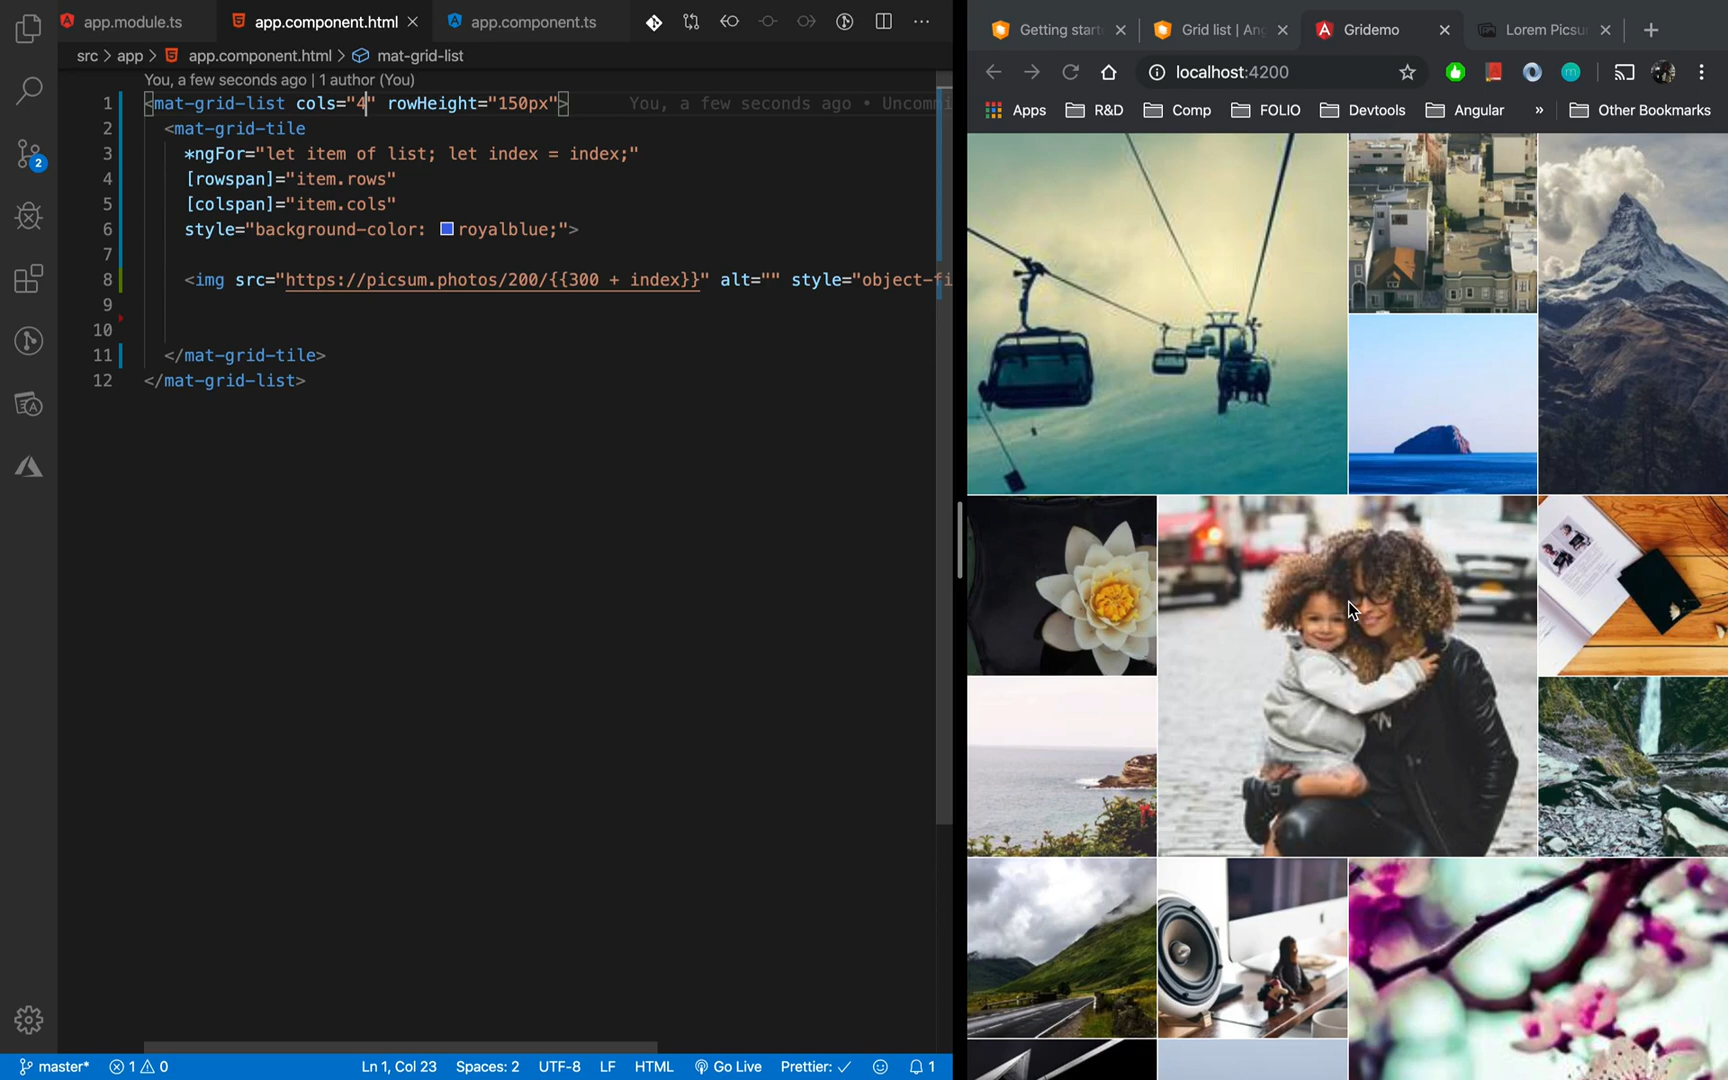 app.module.ts
app.component.html
app.component.ts
Getting start
Grid list | Ang
Gridemo
Lorem Picsu
src > app > app.component.html > mat-grid-list
localhost:4200
You, a few seconds ago | 1 author (You)
Apps R&D Comp FOLIO Devtools Angular » Other Bookmarks
1 <mat-grid-list cols="4" rowHeight="150px"> You, a few seconds ago • Uncommi
2 <mat-grid-tile
3 *ngFor="let item of list; let index = index;"
4 [rowspan]="item.rows"
5 [colspan]="item.cols"
6 style="background-color: royalblue;">
7
8 <img src="https://picsum.photos/200/{{300 + index}}" alt="" style="object-fi
9
10
11 </mat-grid-tile>
12 </mat-grid-list>
2
master* 1 0 Ln 1, Col 23 Spaces: 2 UTF-8 LF HTML Go Live Prettier: ✓ 1